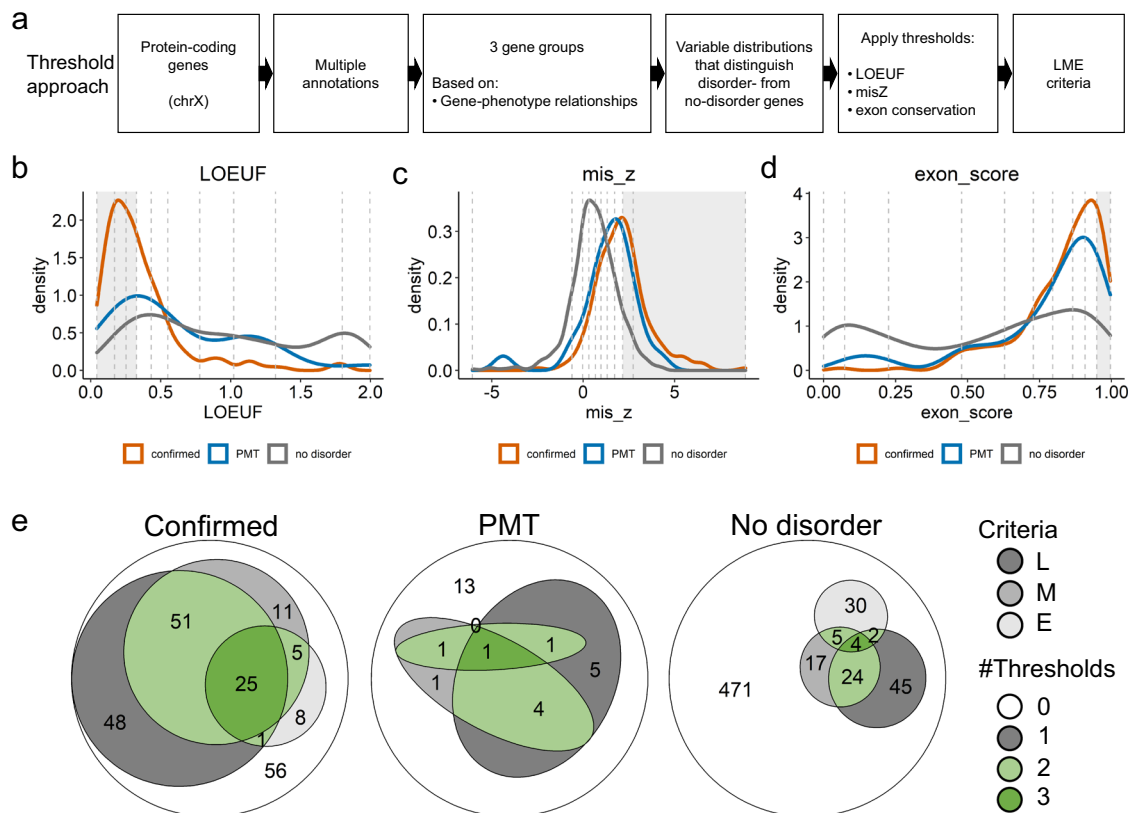 a
Threshold
approach
Protein-coding
genes
(chrX)
Multiple
annotations
3 gene groups
Based on:
• Gene-phenotype relationships
Variable distributions
that distinguish
disorder- from
no-disorder genes
Apply thresholds:
• LOEUF
• misZ
• exon conservation
LME
criteria
b
LOEUF
density
2.0
1.5
1.0
0.5
0.0
0.0 0.5 1.0 1.5 2.0
LOEUF
confirmed PMT no disorder
c
mis_z
density
0.3
0.2
0.1
0.0
-5 0 5
mis_z
confirmed PMT no disorder
d
exon_score
density
4
3
2
1
0
0.00 0.25 0.50 0.75 1.00
exon_score
confirmed PMT no disorder
e
Confirmed
51
11
5
25
48
8
1
56
PMT
13
0
1
1
1
1
5
4
No disorder
30
5
2
4
17
24
45
471
Criteria
L
M
E
#Thresholds
0
1
2
3